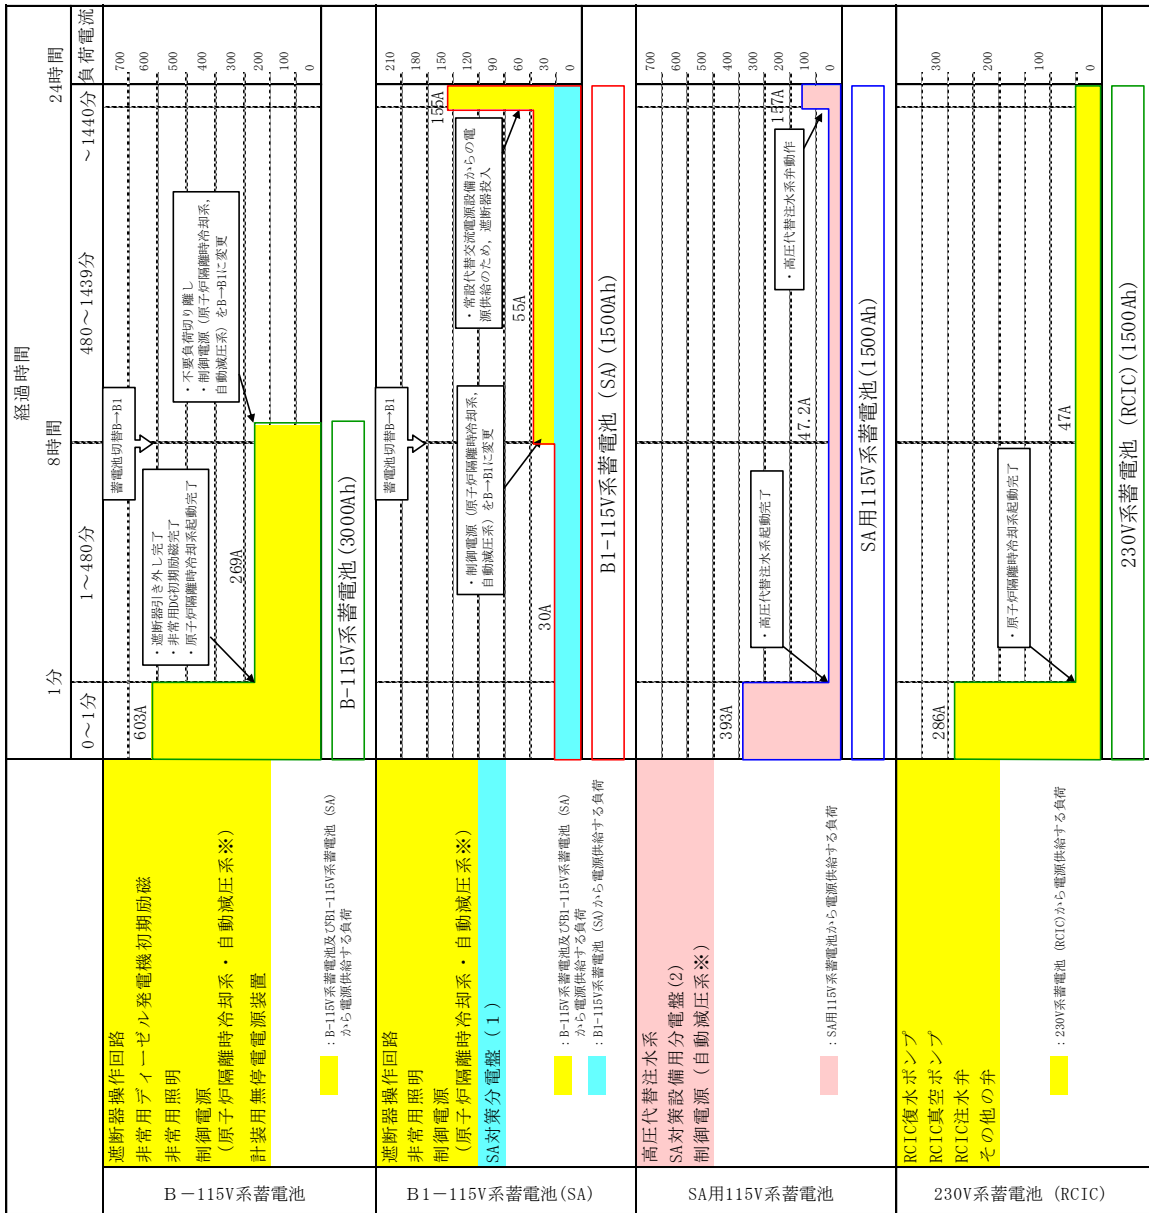 経過時間
8時間
24時間
1分
0～1分
1～480分
480～1439分
～1440分
負荷電流
B－115V系蓄電池
遮断器操作回路
非常用ディーゼル発電機初期励磁
非常用照明
制御電源
(原子炉隔離時冷却系・自動減圧系※)
計装用無停電電源装置
：B-115V系蓄電池及びB1-115V系蓄電池 (SA)
から電源供給する負荷
603A
269A
・遮断器引き外し完了
・非常用DG初期励磁完了
・原子炉隔離時冷却系起動完了
蓄電池切替B→B1
・不要負荷切り離し
・制御電源（原子炉隔離時冷却系，
自動減圧系）をB→B1に変更
700
600
500
400
300
200
100
0
B-115V系蓄電池(3000Ah)
B1－115V系蓄電池(SA)
遮断器操作回路
非常用照明
制御電源
(原子炉隔離時冷却系・自動減圧系※)
SA対策分電盤（１）
：B-115V系蓄電池及びB1-115V系蓄電池 (SA)
から電源供給する負荷
：B1-115V系蓄電池 (SA)から電源供給する負荷
30A
55A
155A
蓄電池切替B→B1
・制御電源（原子炉隔離時冷却系，
自動減圧系）をB→B1に変更
・常設代替交流電源設備からの電
源供給のため，遮断器投入
210
180
150
120
90
60
30
0
B1-115V系蓄電池 (SA) (1500Ah)
SA用115V系蓄電池
高圧代替注水系
SA対策設備用分電盤(2)
制御電源（自動減圧系※）
：SA用115V系蓄電池から電源供給する負荷
393A
47.2A
157A
・高圧代替注水系起動完了
・高圧代替注水系弁動作
700
600
500
400
300
200
100
0
SA用115V系蓄電池(1500Ah)
230V系蓄電池 (RCIC)
RCIC復水ポンプ
RCIC真空ポンプ
RCIC注水弁
その他の弁
：230V系蓄電池 (RCIC)から電源供給する負荷
286A
47A
・原子炉隔離時冷却系起動完了
300
200
100
0
230V系蓄電池 (RCIC) (1500Ah)